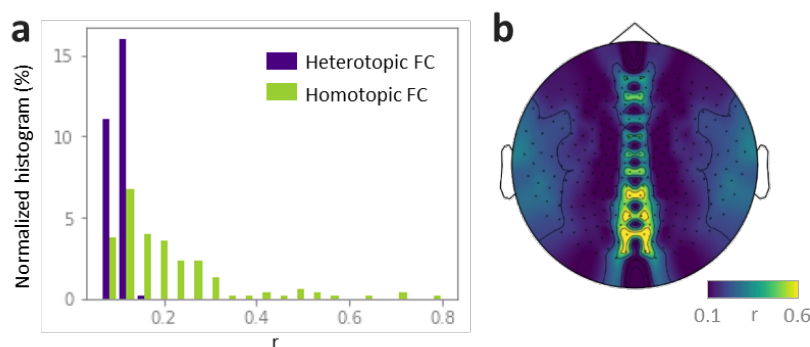 a
Normalized histogram (%)
15
10
5
0
Heterotopic FC
Homotopic FC
0.2
0.4
0.6
0.8
r
b
0.1
r
0.6